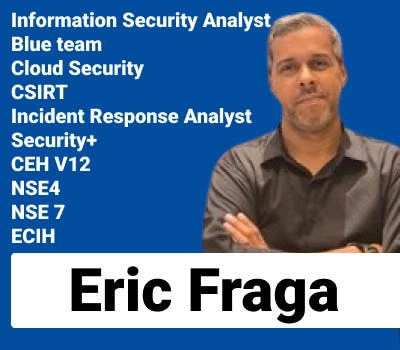 Information Security Analyst
Blue team
Cloud Security
CSIRT
Incident Response Analyst
Security+
CEH V12
NSE4
NSE 7
ECIH
Eric Fraga